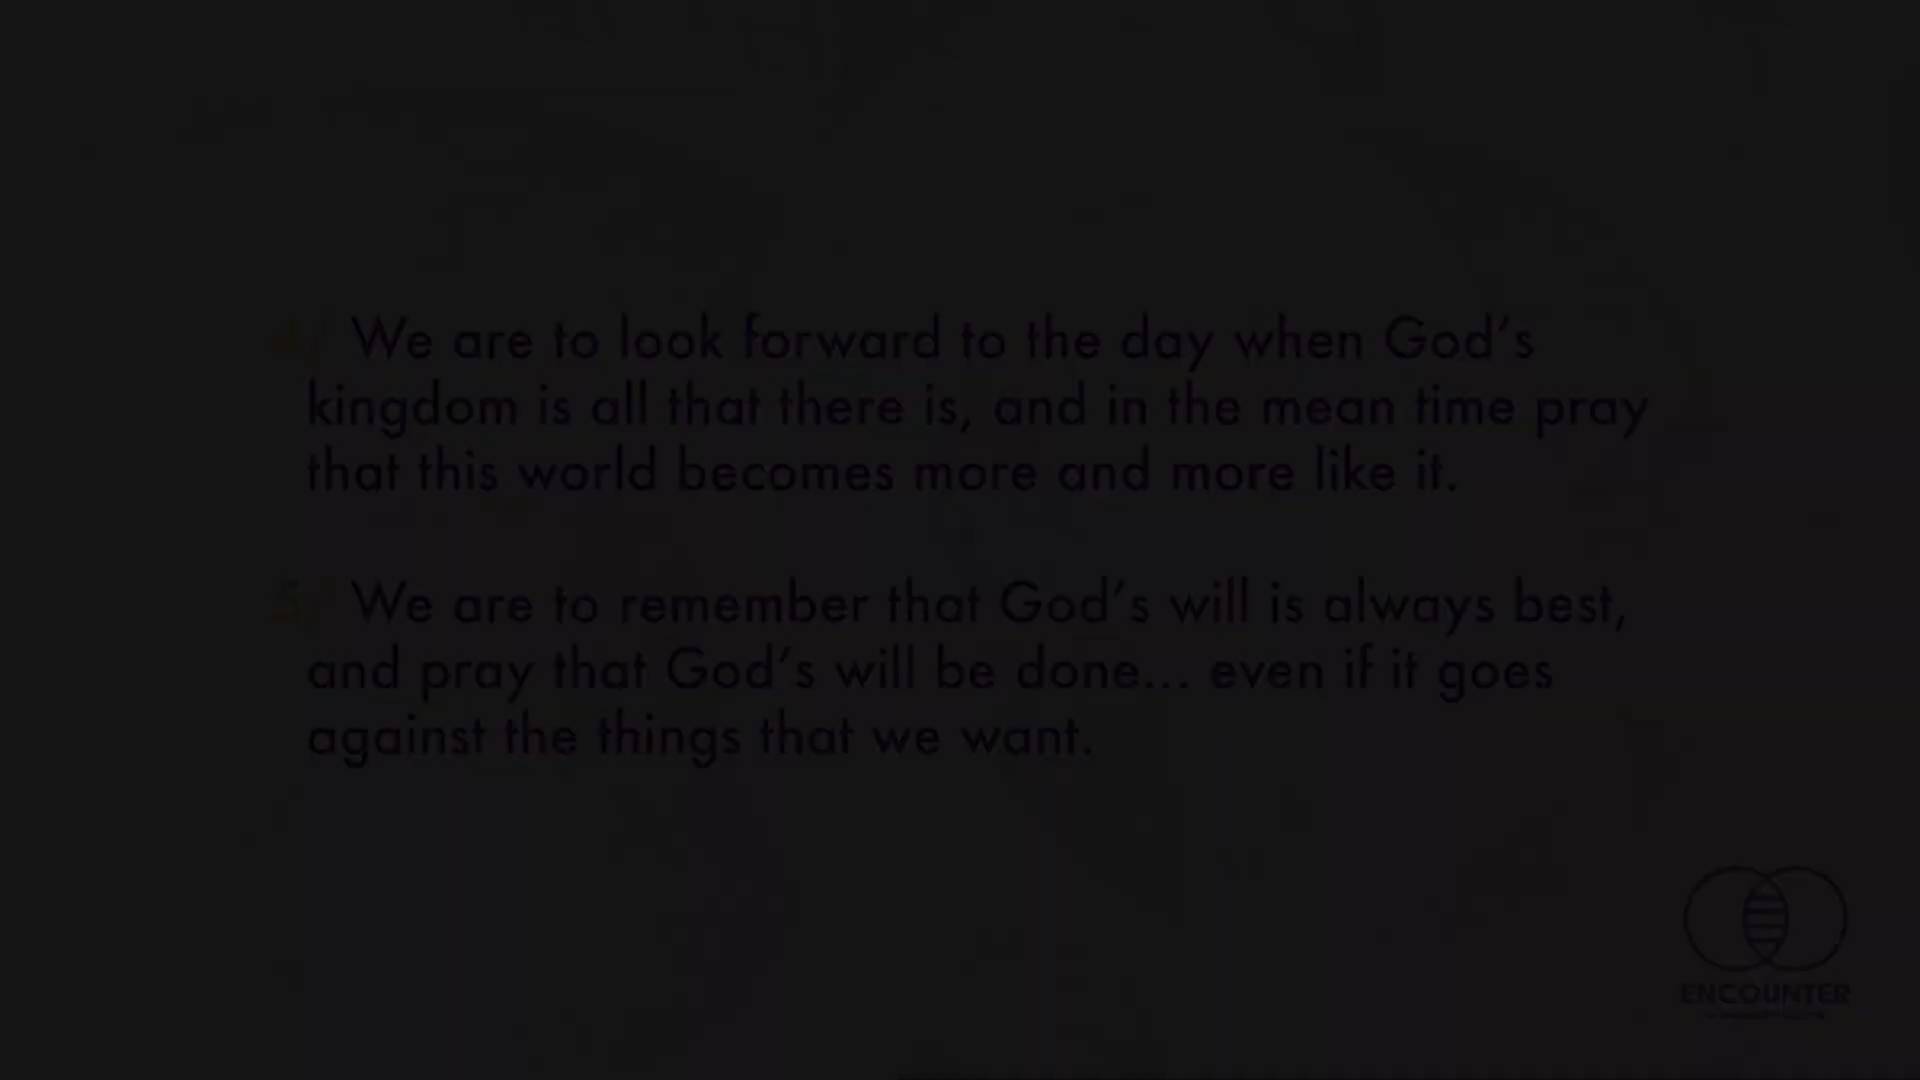 4/ We are to look forward to the day when God's
kingdom is all that there is, and in the mean time pray
that this world becomes more and more like it.
5/ We are to remember that God's will is always best,
and pray that God's will be done... even if it goes
against the things that we want.
ENCOUNTER